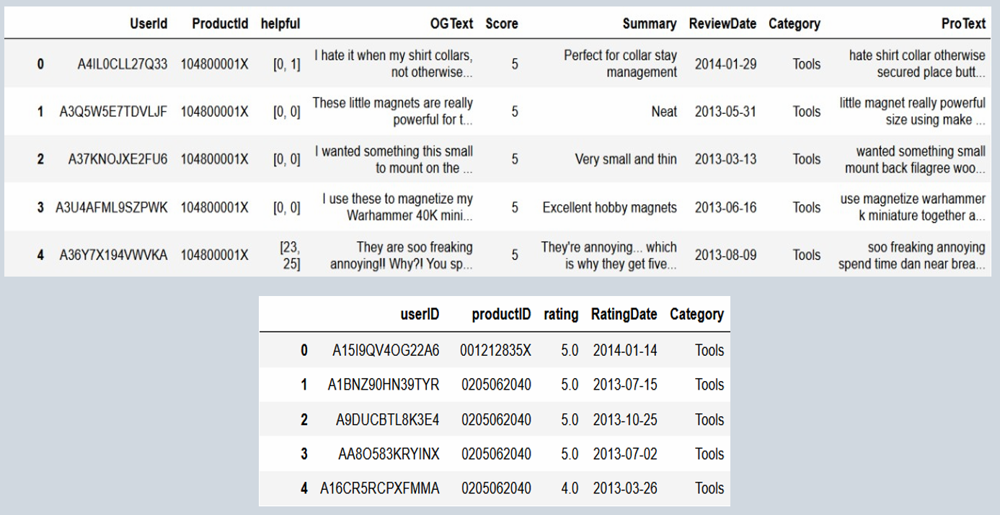 UserId ProductId helpful OGText Score Summary ReviewDate Category ProText
0 A4IL0CLL27Q33 104800001X [0, 1] I hate it when my shirt collars, not otherwise... 5 Perfect for collar stay management 2014-01-29 Tools hate shirt collar otherwise secured place butt...
1 A3Q5W5E7TDVLJF 104800001X [0, 0] These little magnets are really powerful for t... 5 Neat 2013-05-31 Tools little magnet really powerful size using make ...
2 A37KNOJXE2FU6 104800001X [0, 0] I wanted something this small to mount on the ... 5 Very small and thin 2013-03-13 Tools wanted something small mount back filagree woo...
3 A3U4AFML9SZPWK 104800001X [0, 0] I use these to magnetize my Warhammer 40K mini... 5 Excellent hobby magnets 2013-06-16 Tools use magnetize warhammer k miniature together a...
4 A36Y7X194VWVKA 104800001X [23, 25] They are soo freaking annoying!! Why?! You sp... 5 They're annoying... which is why they get five... 2013-08-09 Tools soo freaking annoying spend time dan near brea...
userID productID rating RatingDate Category
0 A15I9QV4OG22A6 001212835X 5.0 2014-01-14 Tools
1 A1BNZ90HN39TYR 0205062040 5.0 2013-07-15 Tools
2 A9DUCBTL8K3E4 0205062040 5.0 2013-10-25 Tools
3 AA8O583KRYINX 0205062040 5.0 2013-07-02 Tools
4 A16CR5RCPXFMMA 0205062040 4.0 2013-03-26 Tools